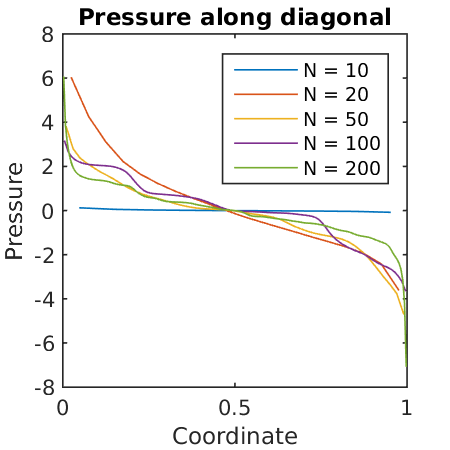 Pressure along diagonal
8
6
4
2
0
-2
-4
-6
-8
Pressure
N = 10
N = 20
N = 50
N = 100
N = 200
0
0.5
1
Coordinate